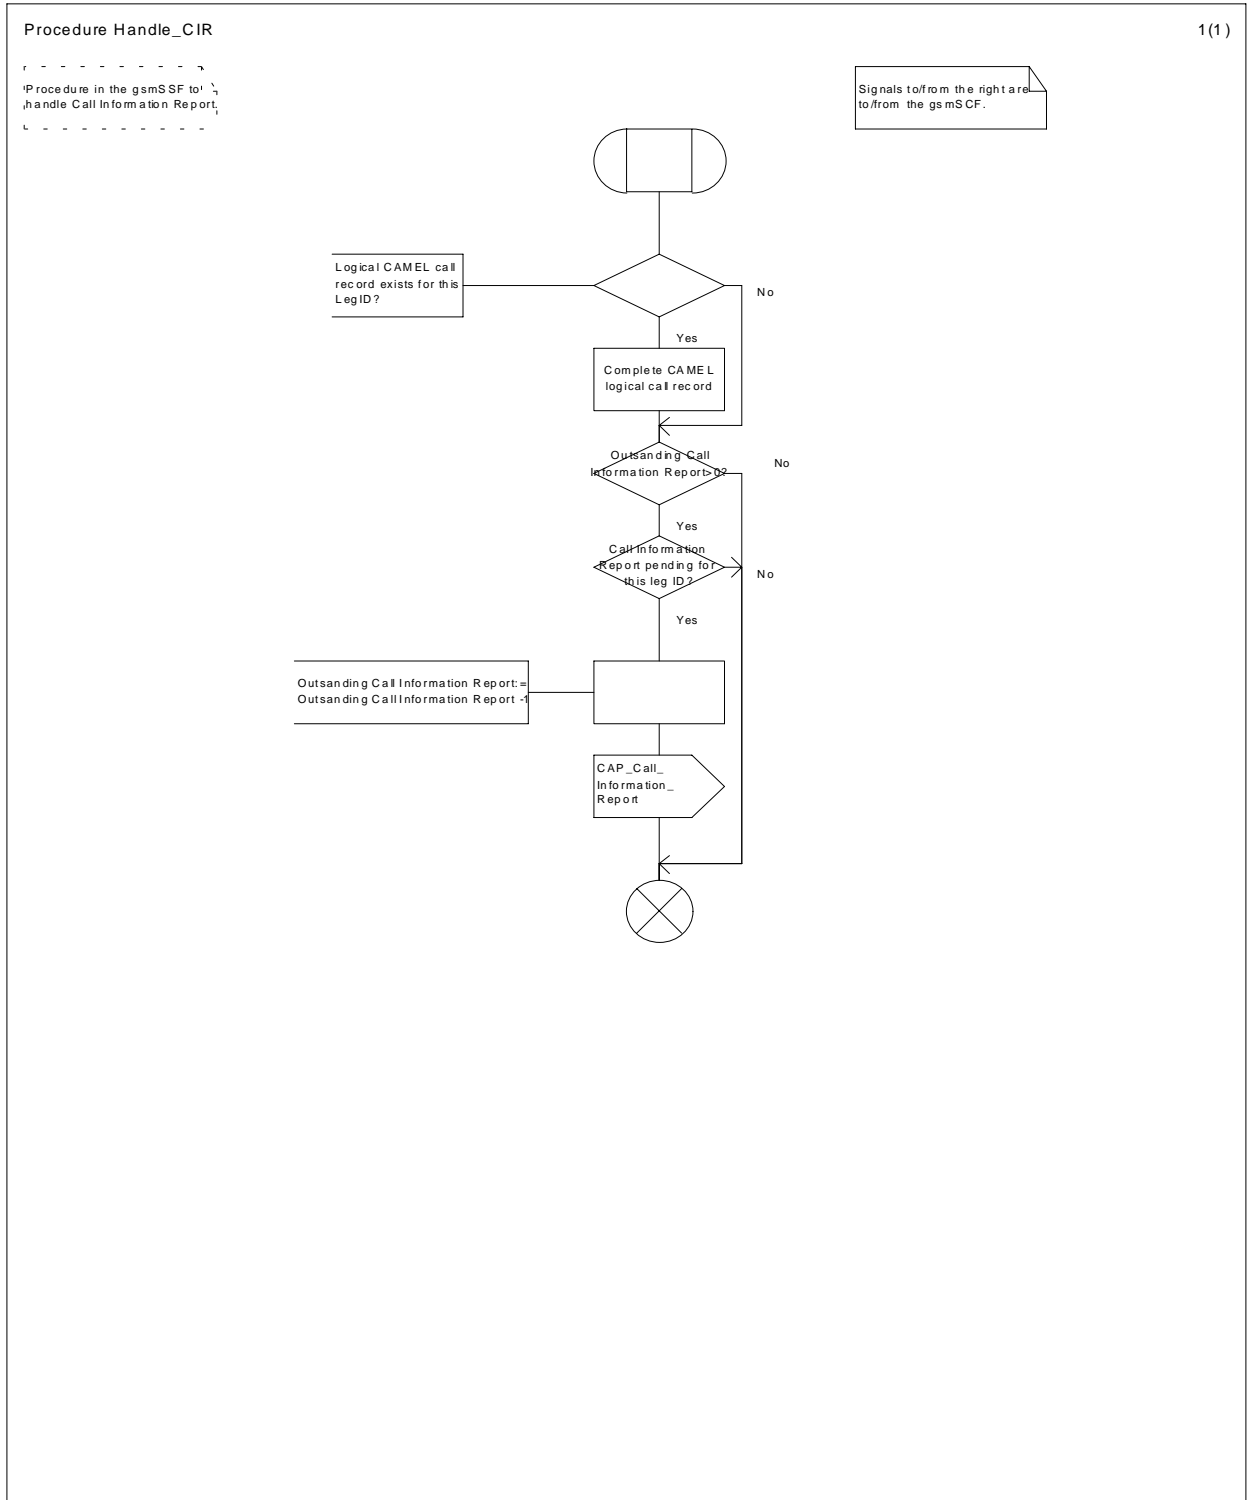 Procedure Handle_CIR
1(1)
Procedure in the gsmSSF to
handle Call Information Report.
Signals to/from the right are
to/from the gsmSCF.
Logical CAMEL call
record exists for this
LegID?
No
Yes
Complete CAMEL
logical call record
Outsanding Call
Information Report>0?
No
Yes
Call Information
Report pending for
this leg ID?
No
Yes
Outsanding Call Information Report:=
Outsanding Call Information Report -1
CAP_Call_
Information_
Report